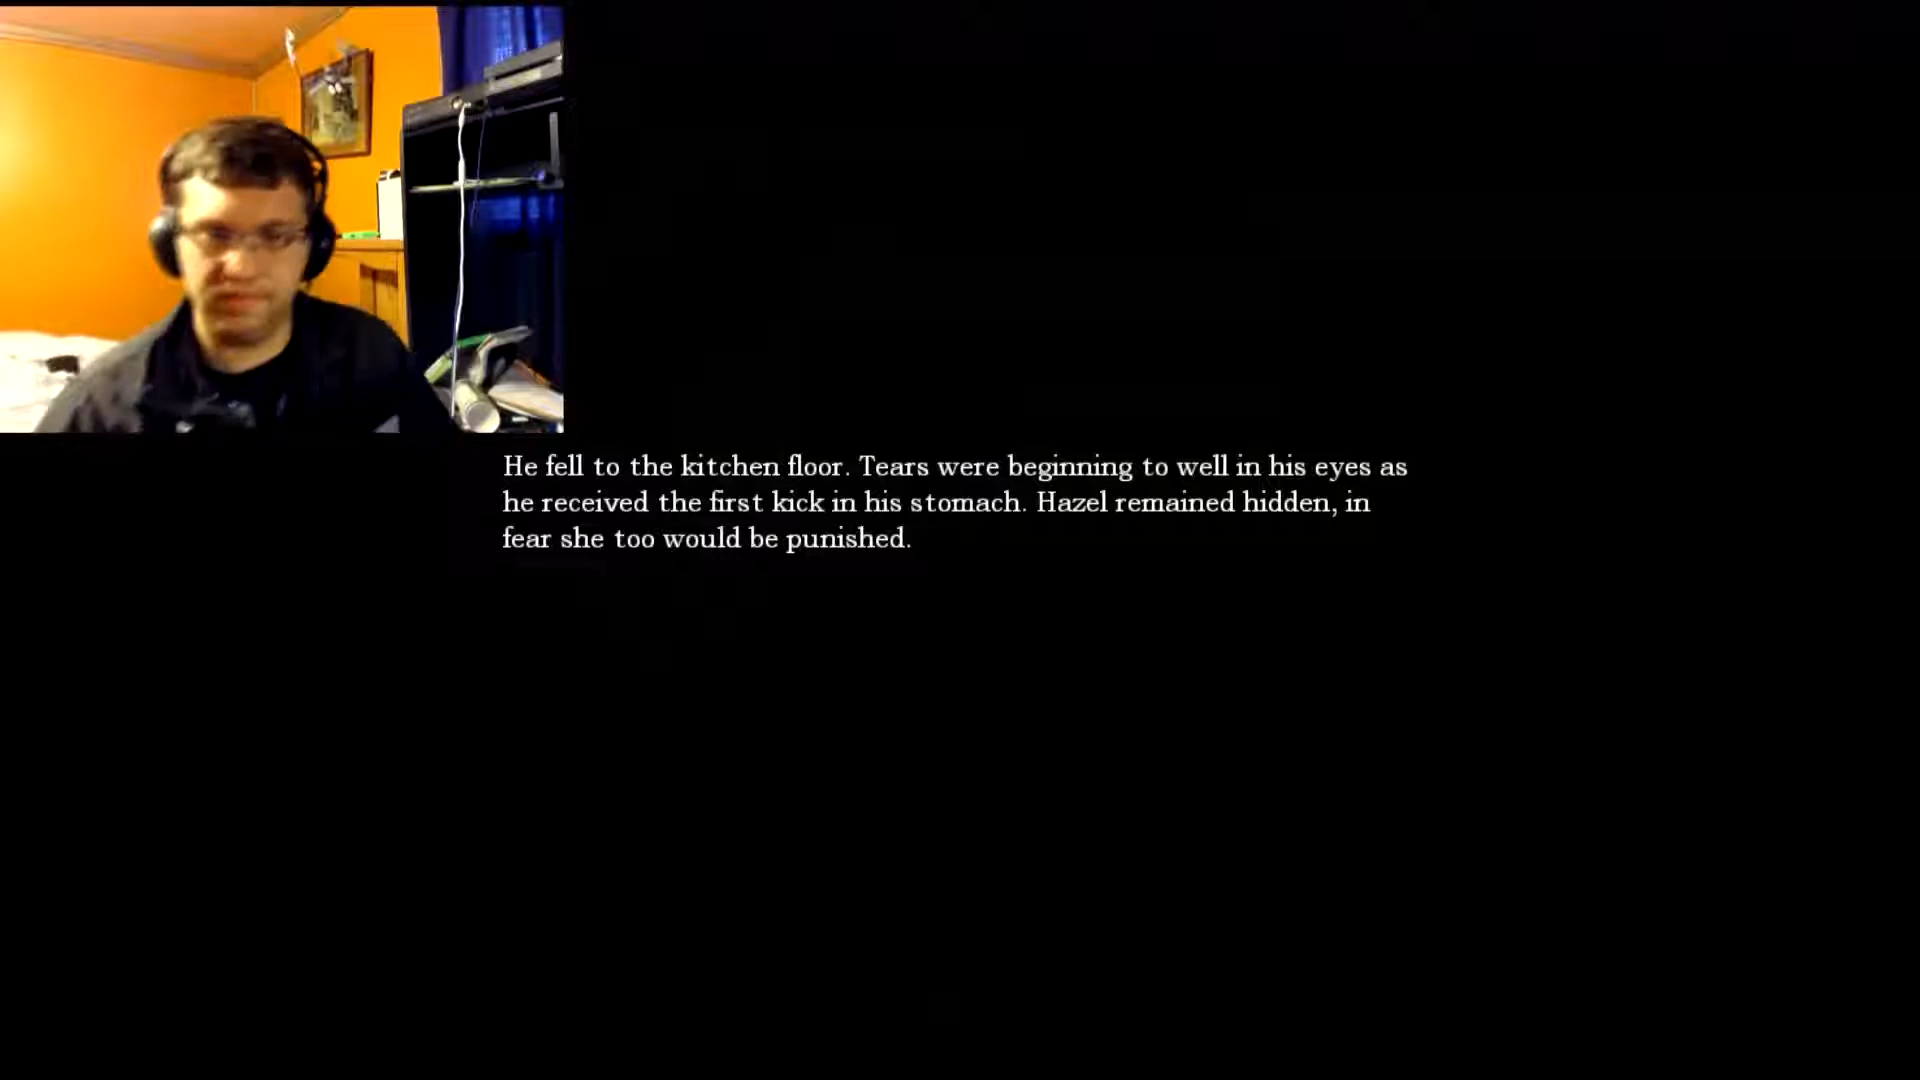 He fell to the kitchen floor. Tears were beginning to well in his eyes as
he received the first kick in his stomach. Hazel remained hidden, in
fear she too would be punished.